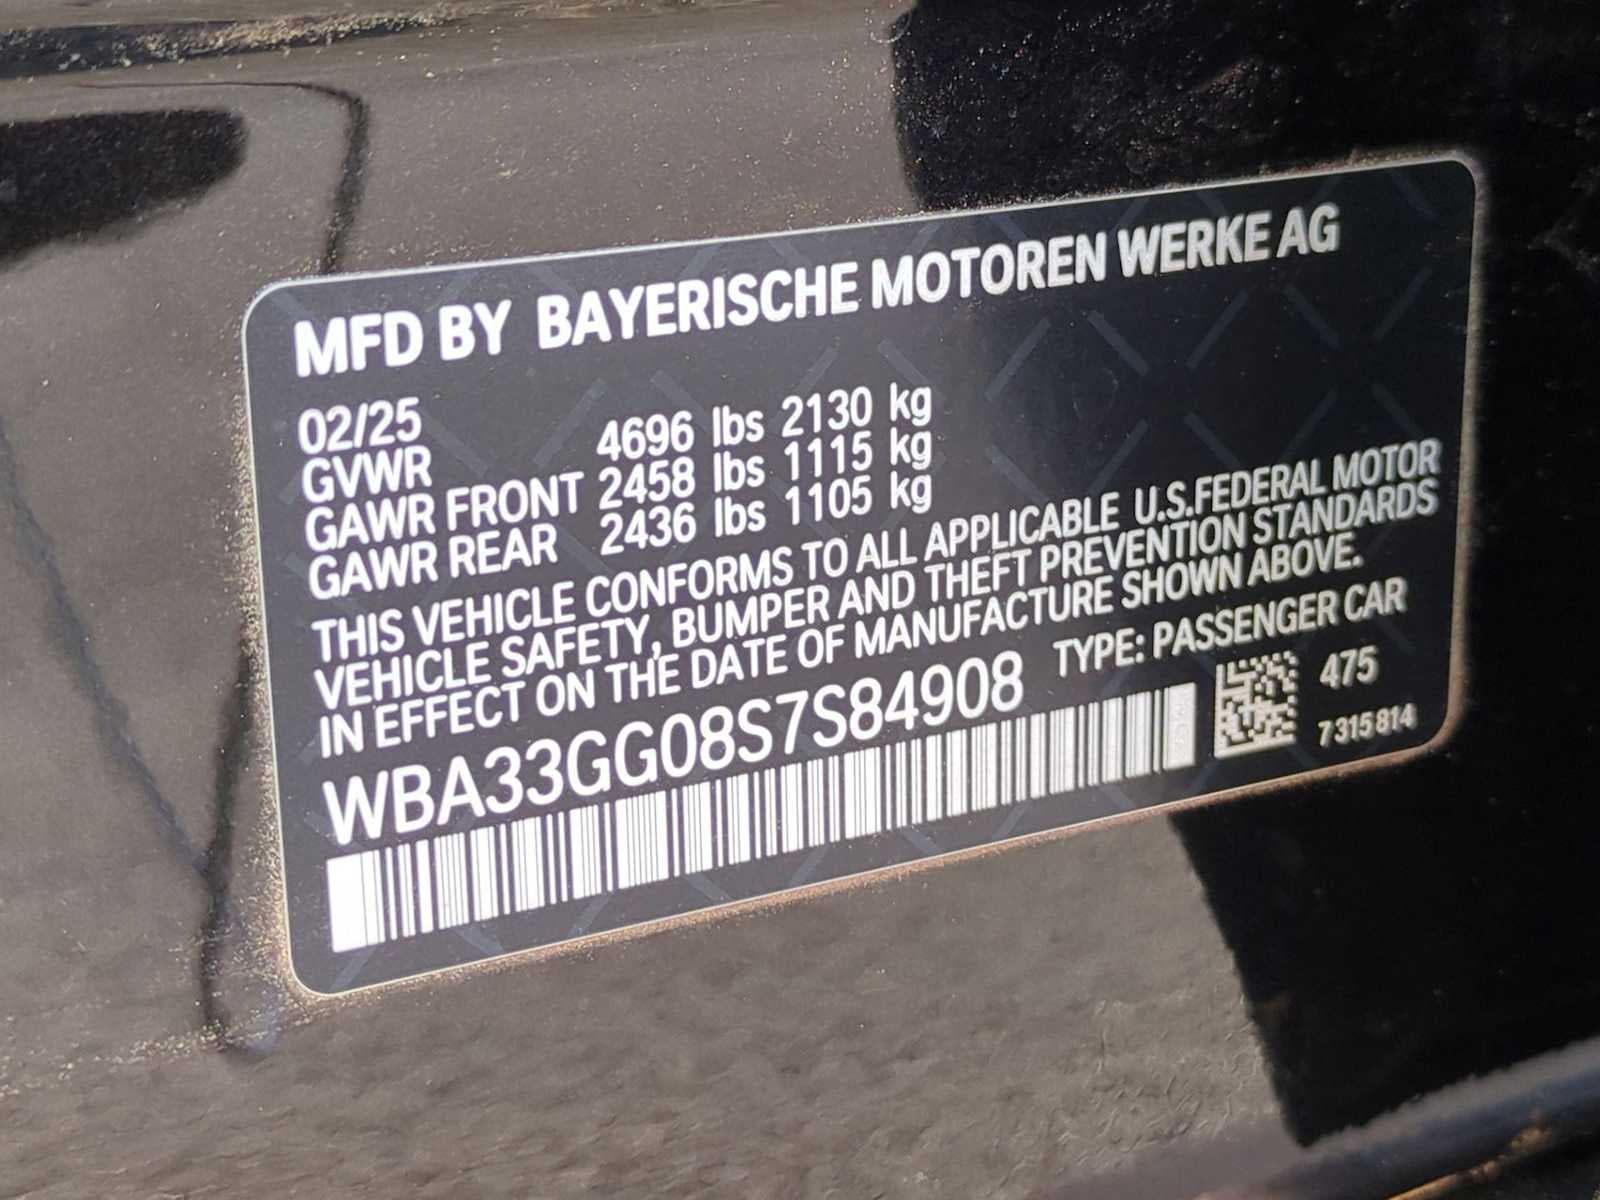 MFD BY BAYERISCHE MOTOREN WERKE AG
02/25
GVWR 4696 lbs 2130 kg
GAWR FRONT 2458 lbs 1115 kg
GAWR REAR 2436 lbs 1105 kg
THIS VEHICLE CONFORMS TO ALL APPLICABLE U.S.FEDERAL MOTOR
VEHICLE SAFETY, BUMPER AND THEFT PREVENTION STANDARDS
IN EFFECT ON THE DATE OF MANUFACTURE SHOWN ABOVE.
WBA33GG08S7S84908 TYPE: PASSENGER CAR
475
7 315 814